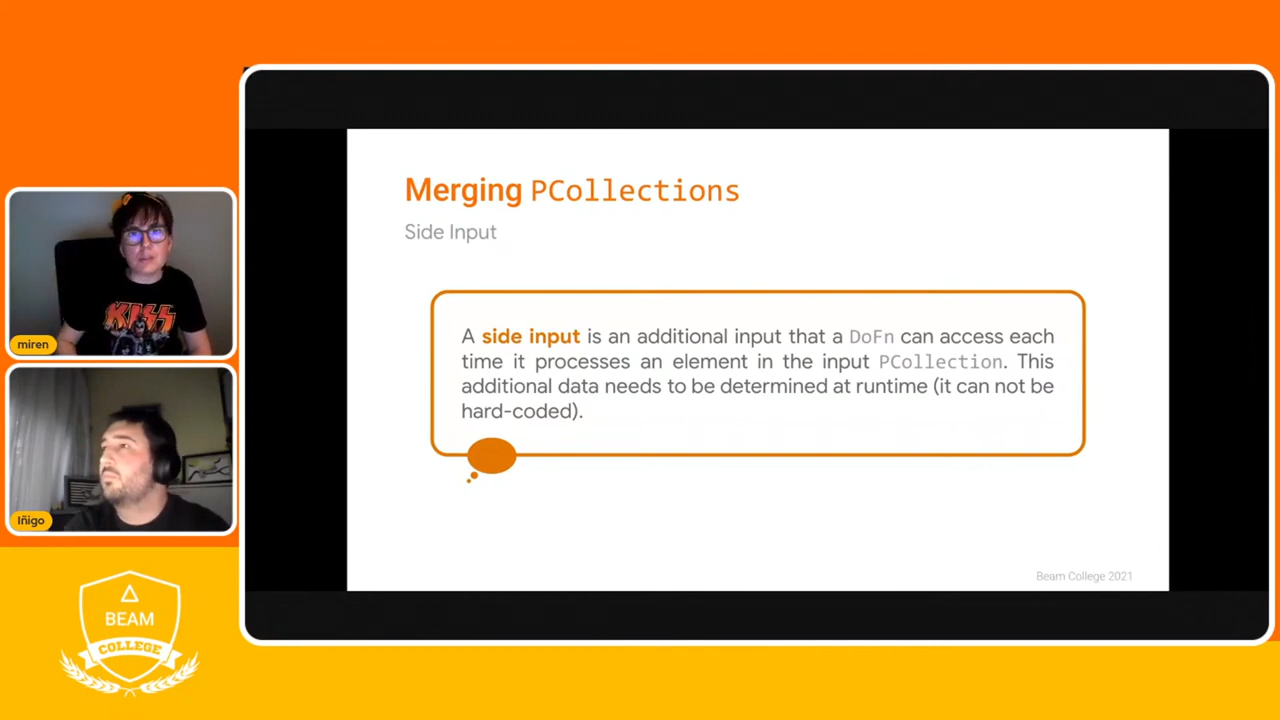 Merging PCollections
Side Input
A side input is an additional input that a DoFn can access each
time it processes an element in the input PCollection. This
additional data needs to be determined at runtime (it can not be
hard-coded).
Beam College 2021
KISS
miren
Iñigo
BEAM
COLLEGE